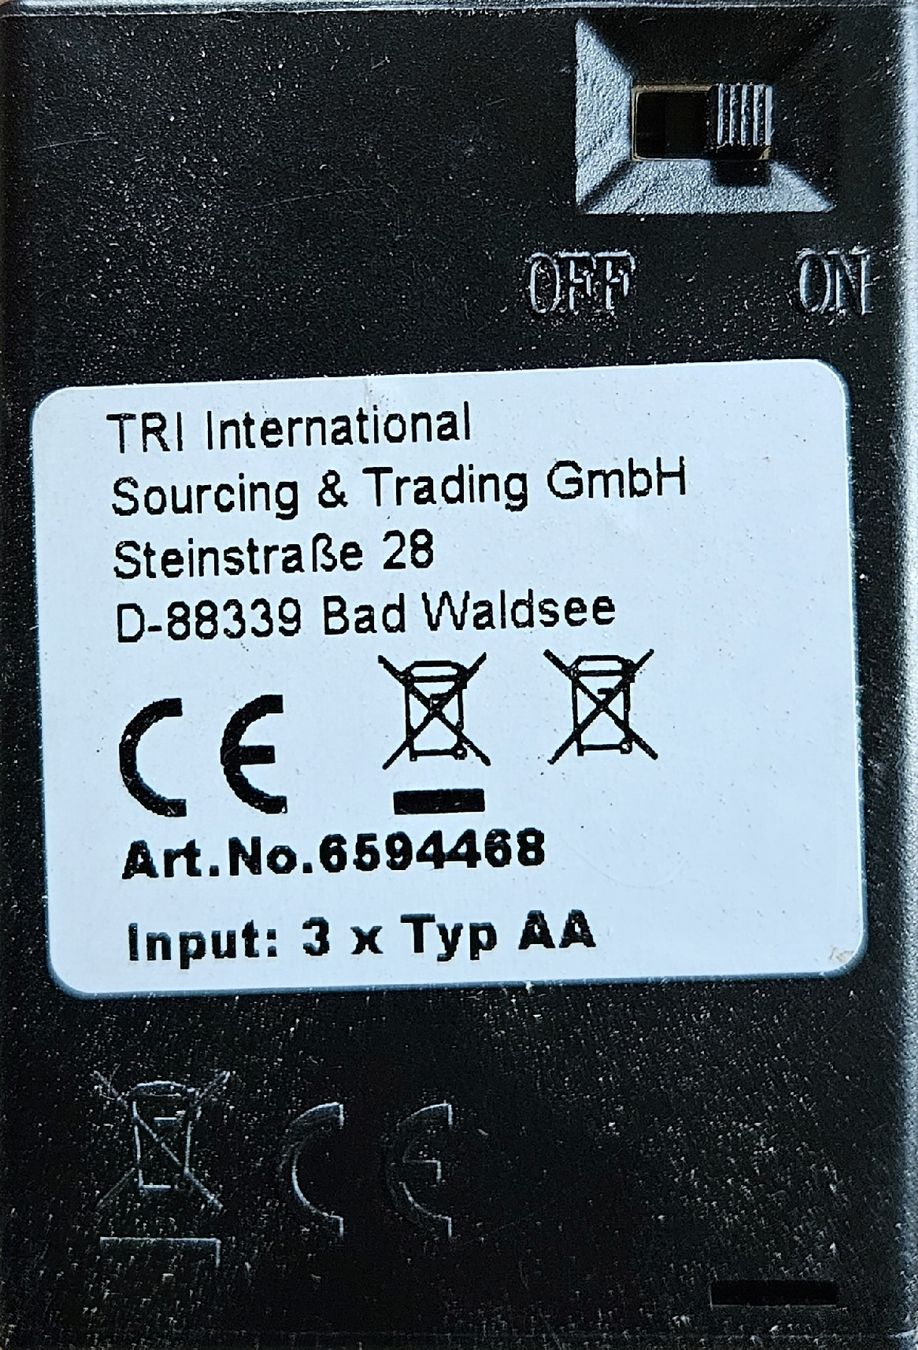 OFF ON
TRI International
Sourcing & Trading GmbH
Steinstraße 28
D-88339 Bad Waldsee
CE
Art.No.6594468
Input: 3 x Typ AA
CE